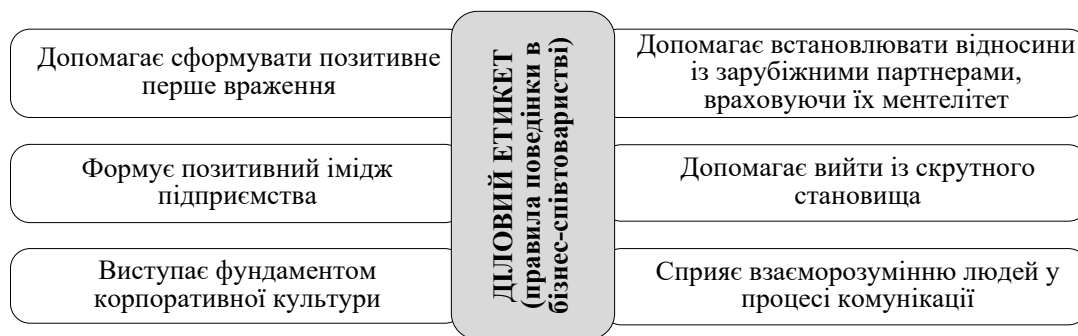 Допомагає сформувати позитивне
перше враження
Формує позитивний імідж
підприємства
Виступає фундаментом
корпоративної культури
ДІЛОВИЙ ЕТИКЕТ
(правила поведінки в
бізнес-співтоваристві)
Допомагає встановлювати відносини
із зарубіжними партнерами,
враховуючи їх ментелітет
Допомагає вийти із скрутного
становища
Сприяє взаєморозумінню людей у
процесі комунікації